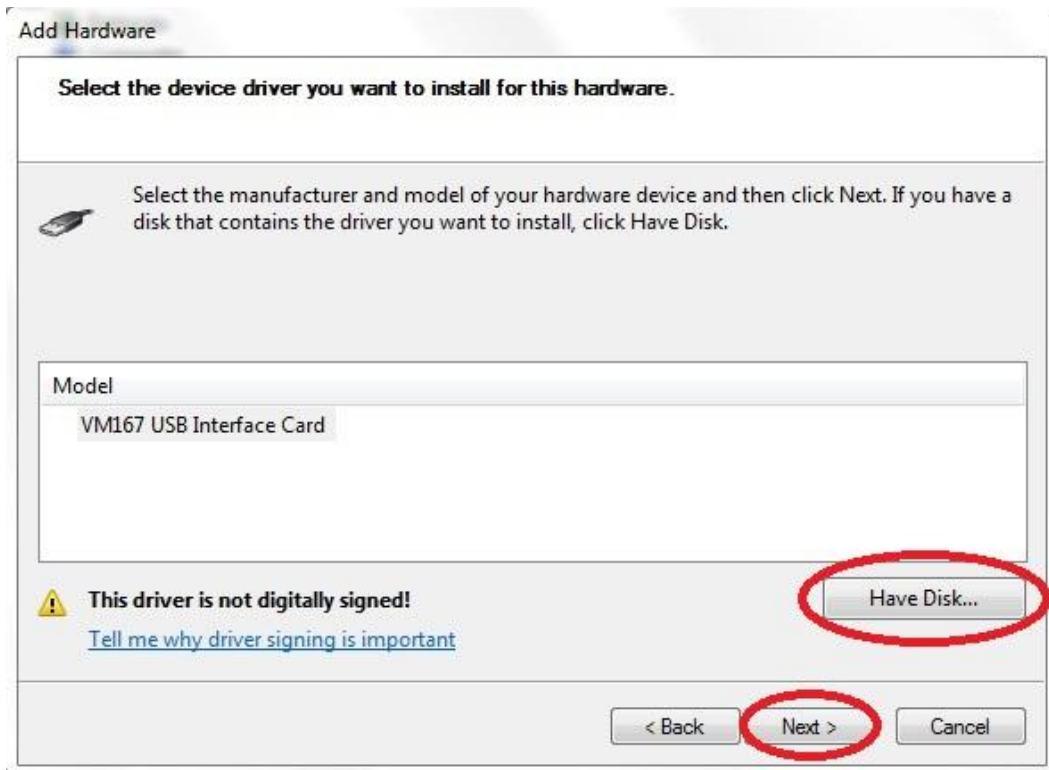 Add Hardware
Select the device driver you want to install for this hardware.
Select the manufacturer and model of your hardware device and then click Next. If you have a
disk that contains the driver you want to install, click Have Disk.
Model
VM167 USB Interface Card
This driver is not digitally signed!
Have Disk...
Tell me why driver signing is important
< Back
Next >
Cancel